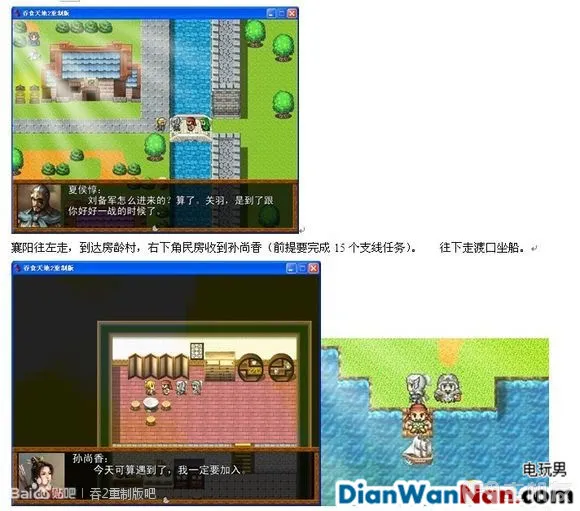 吞食天地2重制版
夏侯惇：
刘备军怎么进来的？算了，关羽，是到了跟
你好好一战的时候了。
襄阳往左走，到达房龄村，右下角民房收到孙尚香（前提要完成 15 个支线任务）。 往下走渡口坐船。
吞食天地2重制版
孙尚香：
今天可算遇到了，我一定要加入。
Baidu贴吧 | 吞2重制版吧
电玩男
DianWanNan.com